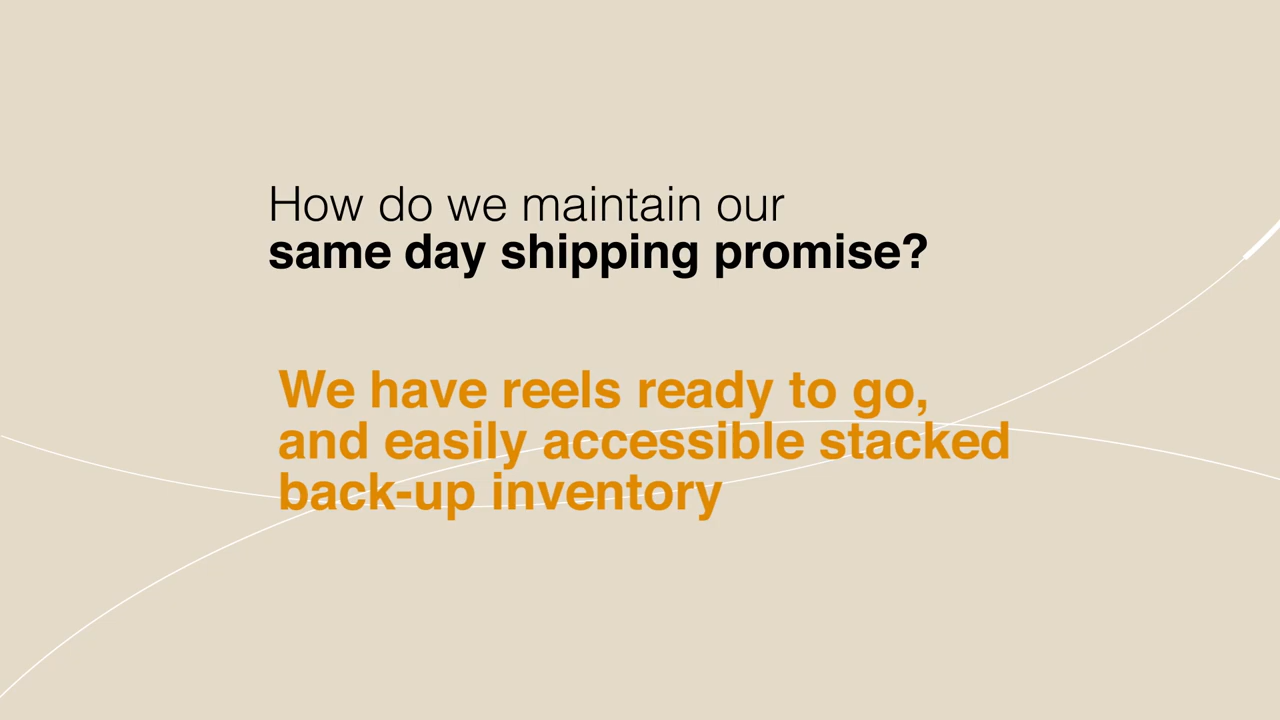 How do we maintain our
same day shipping promise?
We have reels ready to go,
and easily accessible stacked
back-up inventory